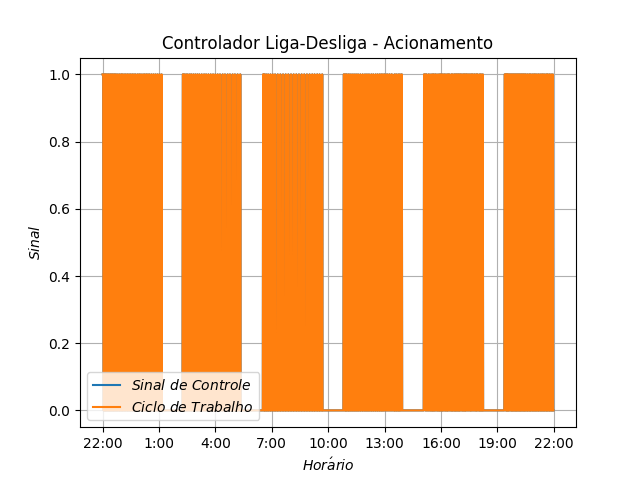 Controlador Liga-Desliga - Acionamento
1.0
0.8
0.6
0.4
0.2
0.0
Sinal
Sinal de Controle
Ciclo de Trabalho
22:00 1:00 4:00 7:00 10:00 13:00 16:00 19:00 22:00
Horário